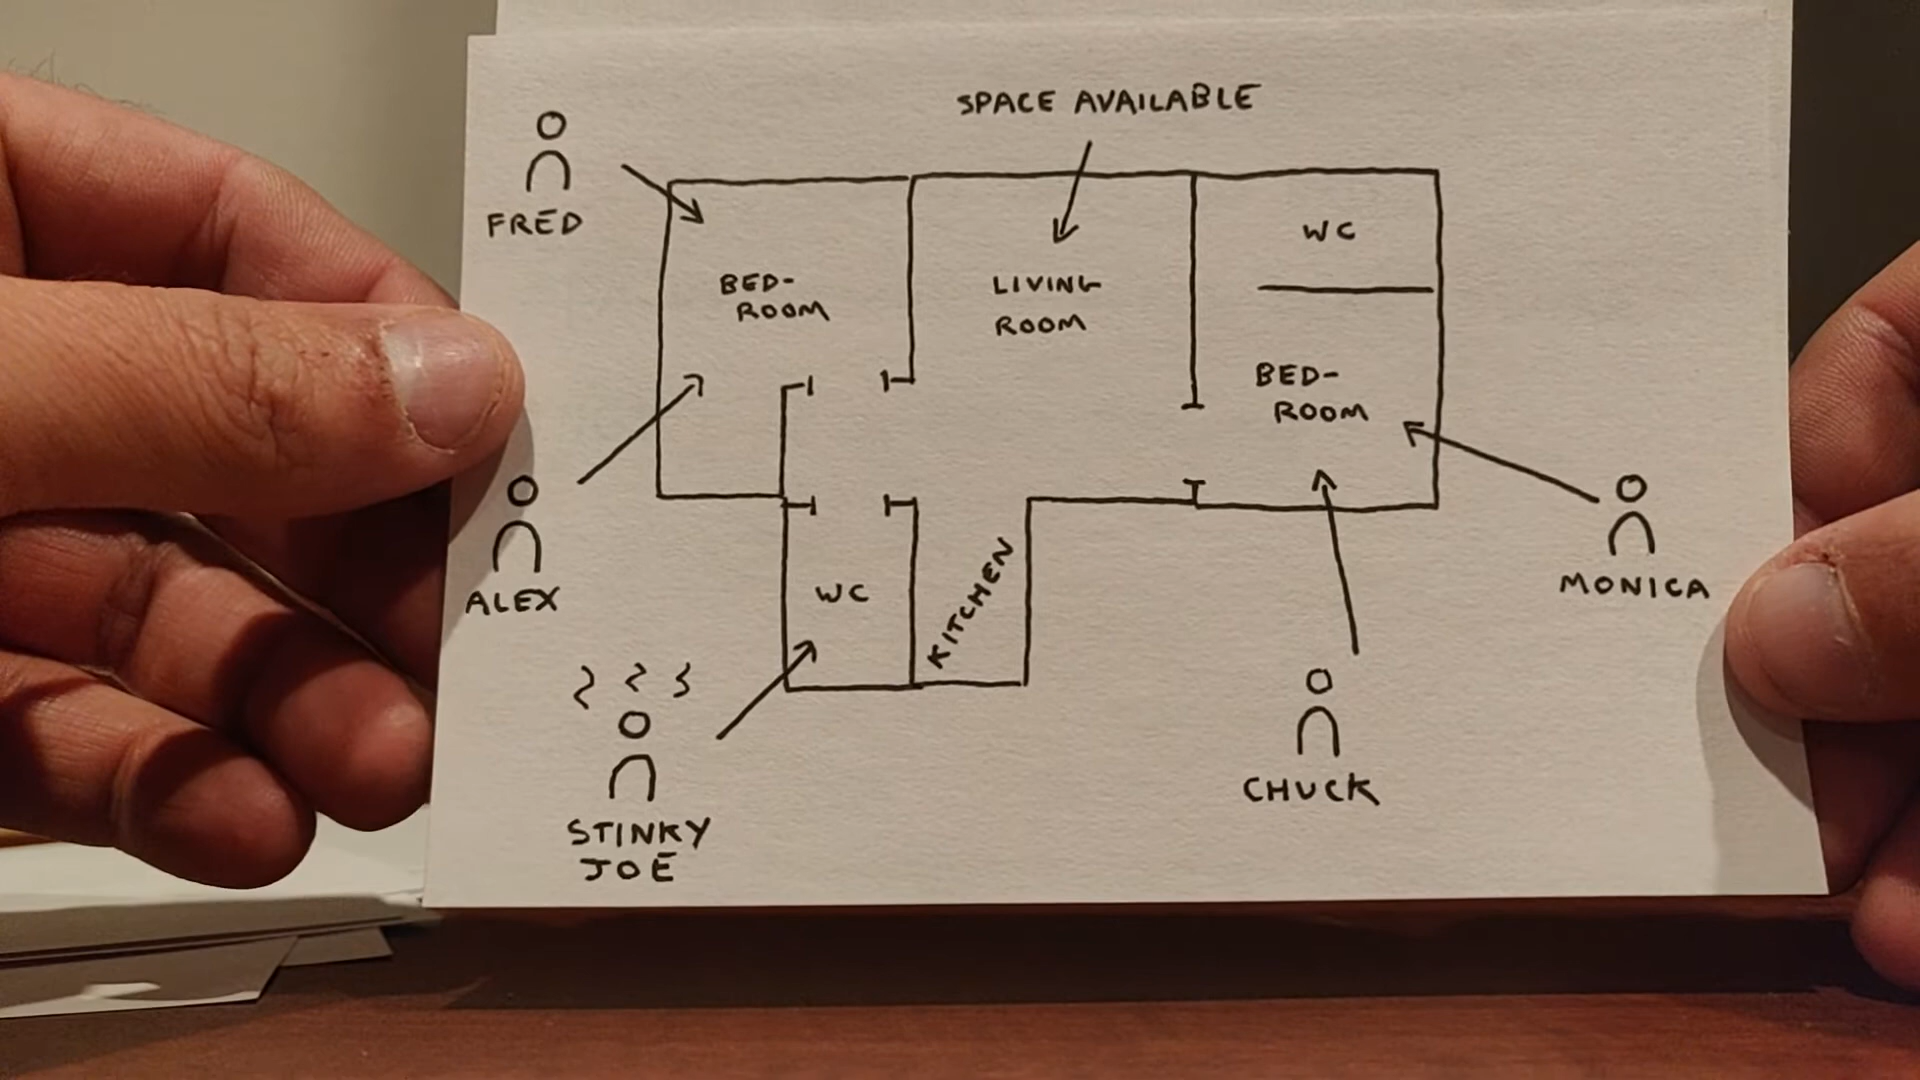 SPACE AVAILABLE
FRED
WC
BED-
ROOM
LIVING
ROOM
BED-
ROOM
ALEX
WC
KITCHEN
MONICA
STINKY
JOE
CHUCK